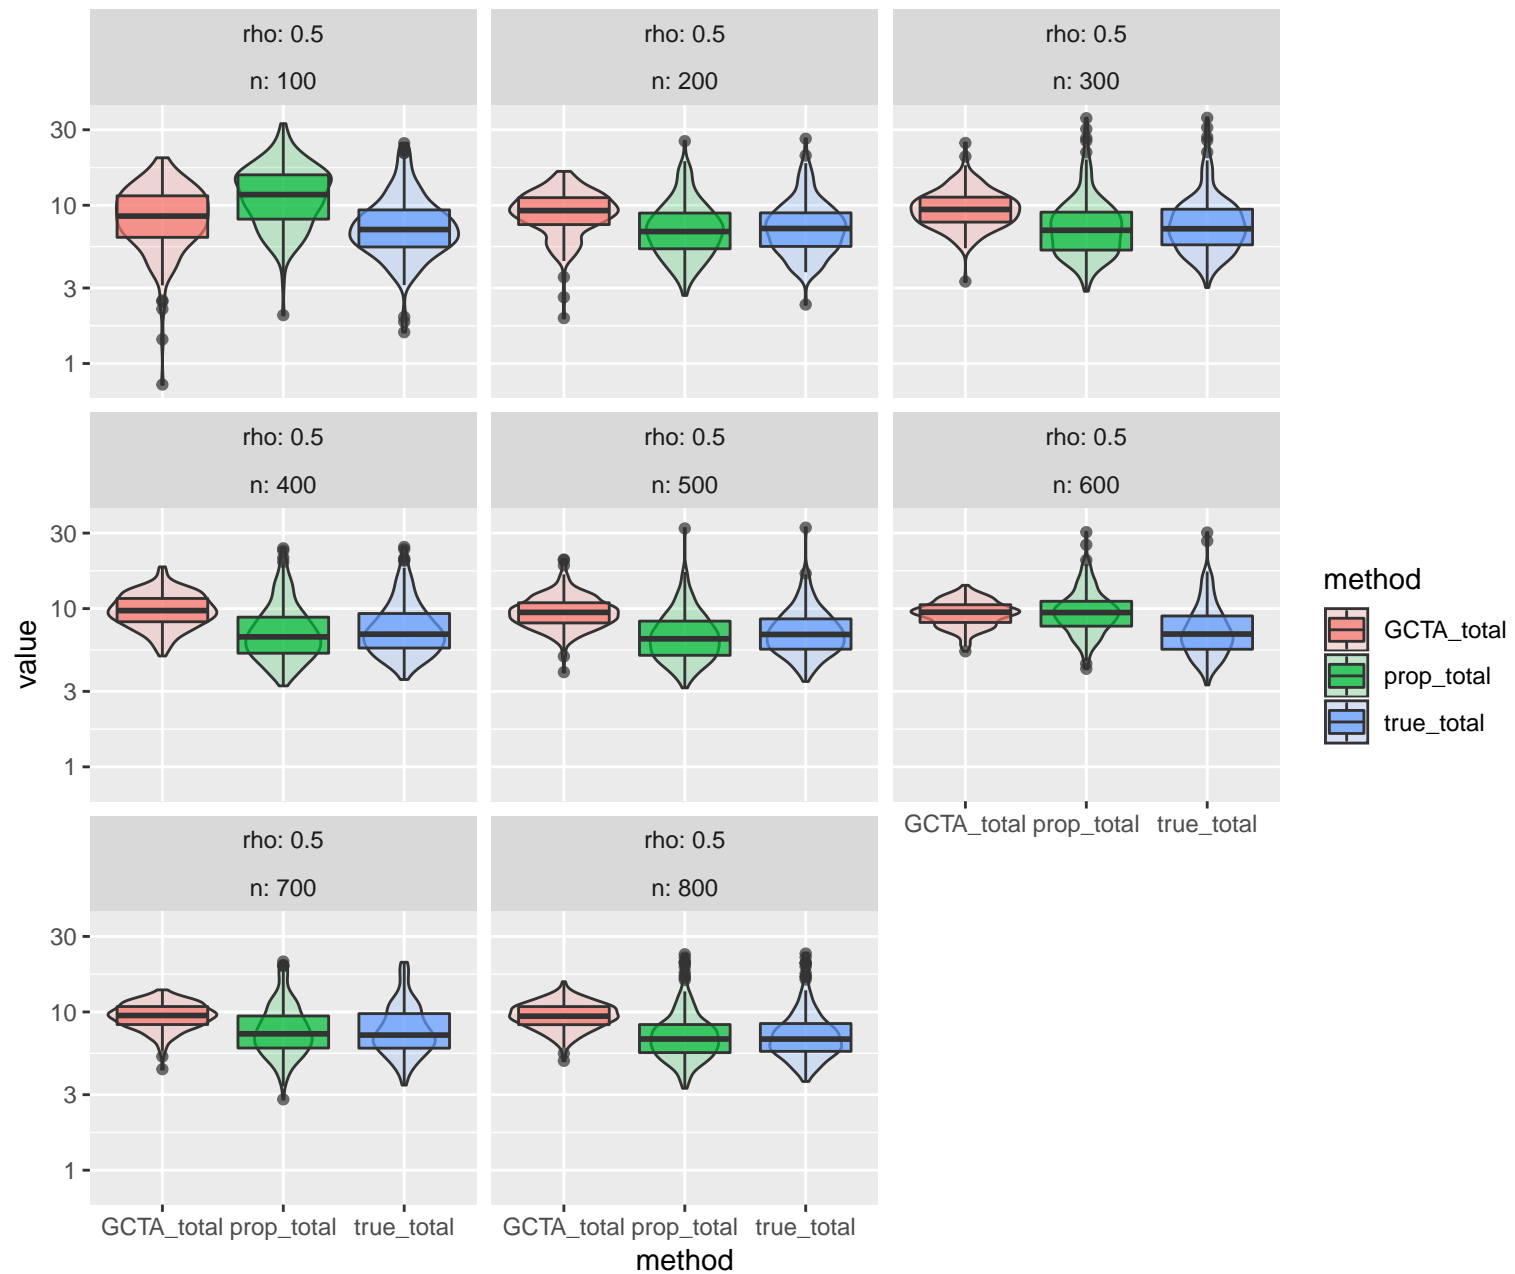 rho: 0.5
rho: 0.5
rho: 0.5
n: 100
n: 200
n: 300
30
10
3
1
rho: 0.5
rho: 0.5
rho: 0.5
n: 400
n: 500
n: 600
30
10
3
1
GCTA_total prop_total true_total
rho: 0.5
rho: 0.5
n: 700
n: 800
30
10
3
1
GCTA_total prop_total true_total
GCTA_total prop_total true_total
method
value
method
GCTA_total
prop_total
true_total